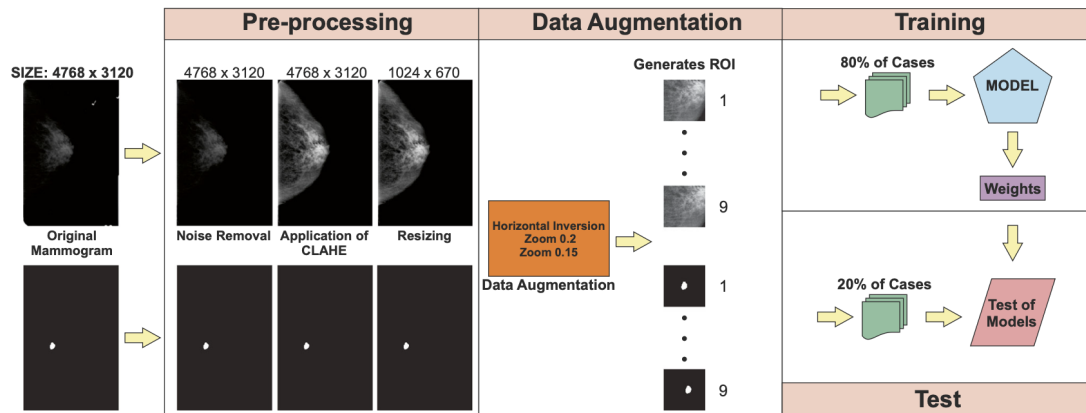 Pre-processing
Data Augmentation
Training
SIZE: 4768 x 3120
4768 x 3120
4768 x 3120
1024 x 670
Original
Mammogram
Noise Removal
Application of
CLAHE
Resizing
Generates ROI
1
9
Horizontal Inversion
Zoom 0.2
Zoom 0.15
Data Augmentation
1
9
80% of Cases
MODEL
Weights
20% of Cases
Test of
Models
Test